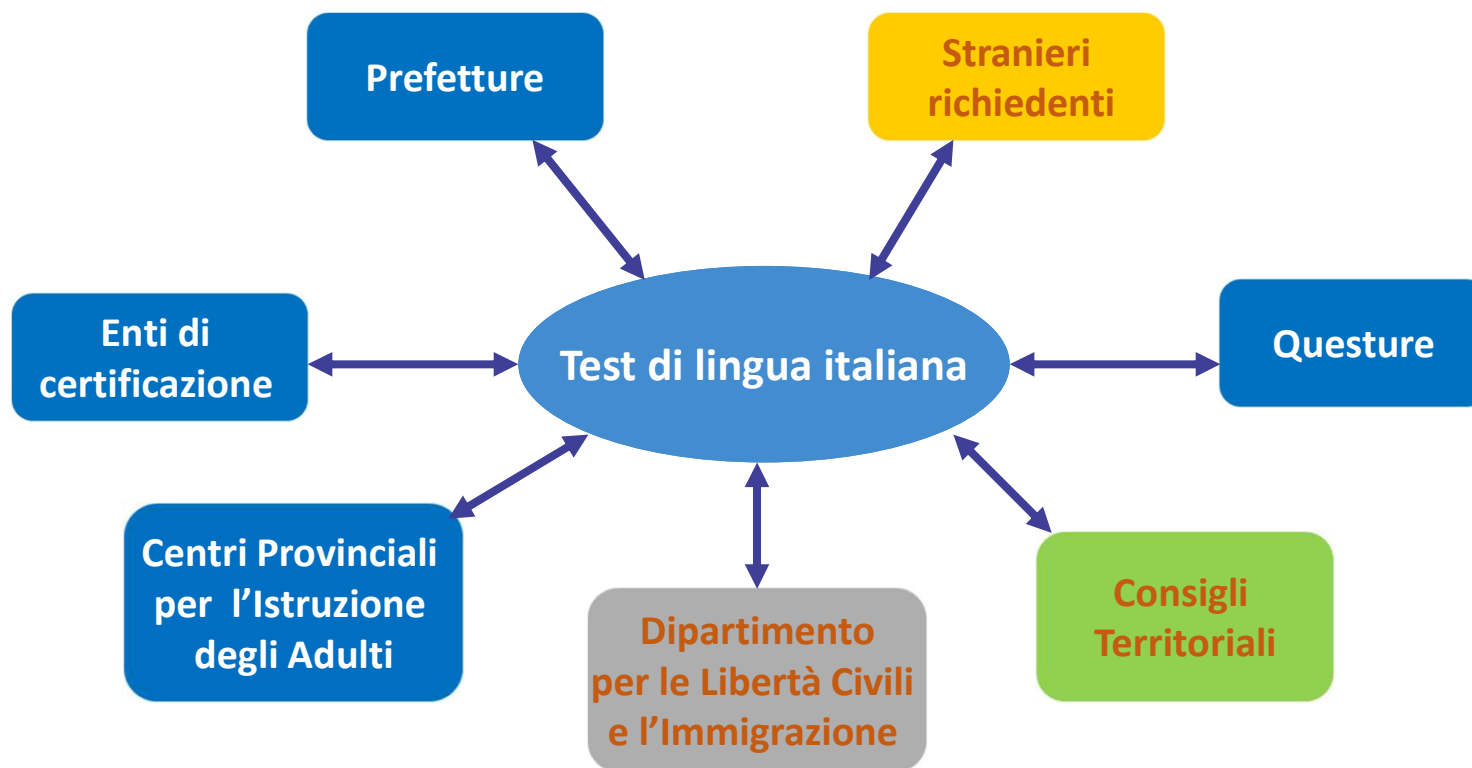 Prefetture
Stranieri
richiedenti
Enti di
certificazione
Test di lingua italiana
Questure
Centri Provinciali
per l’Istruzione
degli Adulti
Dipartimento
per le Libertà Civili
e l’Immigrazione
Consigli
Territoriali